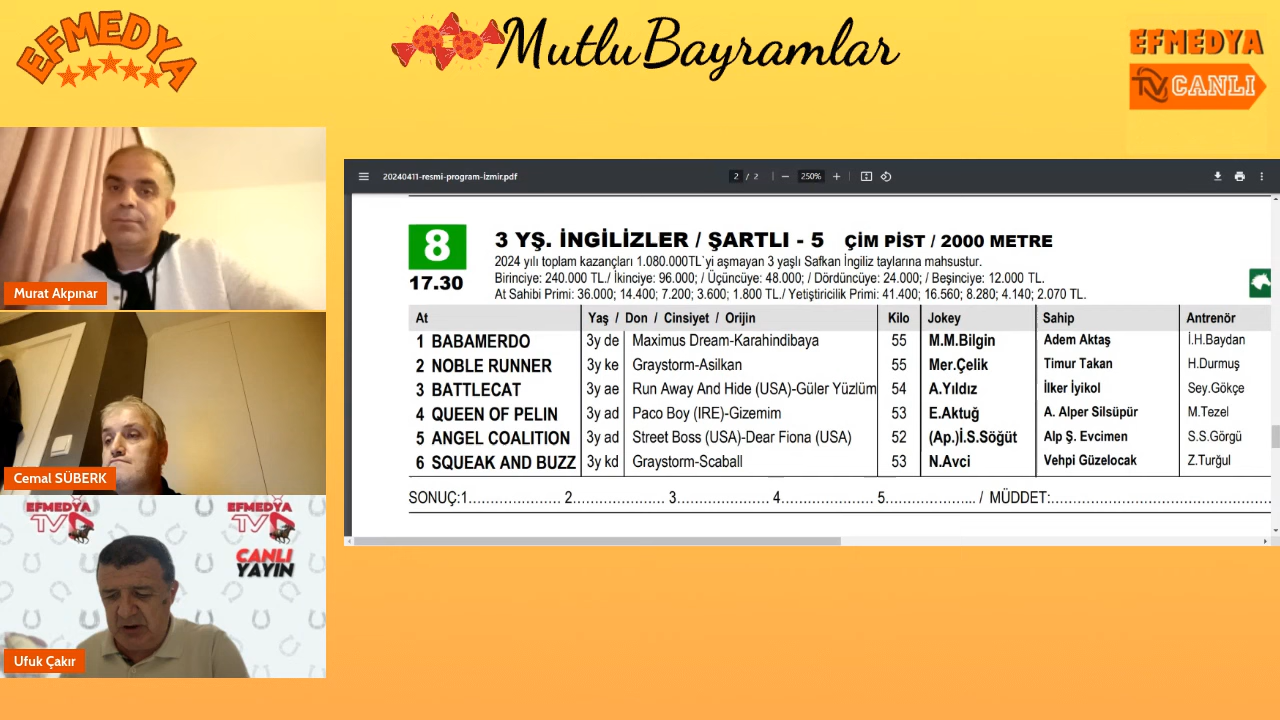 EFMEDYA
Mutlu Bayramlar
EFMEDYA
TV CANLI
Murat Akpınar
Cemal SÜBERK
EFMEDYA
TV
EFMEDYA
TV
CANLI
YAYIN
Ufuk Çakır
20240411-resmi-program-İzmir.pdf
2 / 2
250%
8
17.30
3 YŞ. İNGİLİZLER / ŞARTLI - 5 ÇİM PİST / 2000 METRE
2024 yılı toplam kazançları 1.080.000TL'yi aşmayan 3 yaşlı Safkan İngiliz taylarına mahsustur.
Birinciye: 240.000 TL./ İkinciye: 96.000; / Üçüncüye: 48.000; / Dördüncüye: 24.000; / Beşinciye: 12.000 TL.
At Sahibi Primi: 36.000; 14.400; 7.200; 3.600; 1.800 TL./ Yetiştiricilik Primi: 41.400; 16.560; 8.280; 4.140; 2.070 TL.
At Yaş / Don / Cinsiyet / Orijin Kilo Jokey Sahip Antrenör
1 BABAMERDO 3y de Maximus Dream-Karahindibaya 55 M.M.Bilgin Adem Aktaş İ.H.Baydan
2 NOBLE RUNNER 3y ke Graystorm-Asilkan 55 Mer.Çelik Timur Takan H.Durmuş
3 BATTLECAT 3y ae Run Away And Hide (USA)-Güler Yüzlüm 54 A.Yıldız İlker İyikol Sey.Gökçe
4 QUEEN OF PELIN 3y ad Paco Boy (IRE)-Gizemim 53 E.Aktuğ A. Alper Silsüpür M.Tezel
5 ANGEL COALITION 3y ad Street Boss (USA)-Dear Fiona (USA) 52 (Ap.)İ.S.Söğüt Alp Ş. Evcimen S.S.Görgü
6 SQUEAK AND BUZZ 3y kd Graystorm-Scaball 53 N.Avci Vehpi Güzelocak Z.Turğul
SONUÇ:1..................... 2...................... 3...................... 4...................... 5..................... / MÜDDET:..................................................